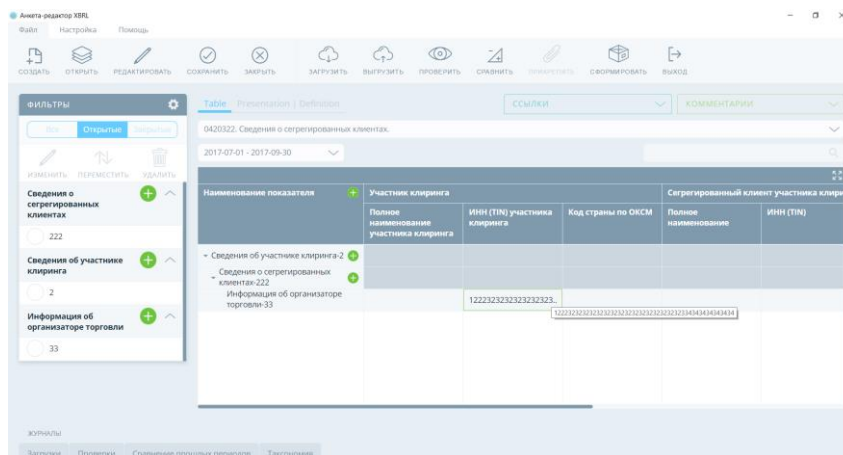 Анкета-редактор XBRL
Файл Настройка Помощь
СОЗДАТЬ ОТКРЫТЬ РЕДАКТИРОВАТЬ СОХРАНИТЬ ЗАКРЫТЬ ЗАГРУЗИТЬ ВЫГРУЗИТЬ ПРОВЕРИТЬ СРАВНИТЬ ПРИКРЕПИТЬ СФОРМИРОВАТЬ ВЫХОД
ФИЛЬТРЫ
Все Открытые Закрытые
ИЗМЕНИТЬ ПЕРЕМЕСТИТЬ УДАЛИТЬ
Сведения о
сегрегированных
клиентах
222
Сведения об участнике
клиринга
2
Информация об
организаторе торговли
33
Table Presentation | Definition
ССЫЛКИ
КОММЕНТАРИИ
0420322. Сведения о сегрегированных клиентах.
2017-07-01 - 2017-09-30
Наименование показателя
Участник клиринга
Сегрегированный клиент участника клири
Полное
наименование
участника клиринга
ИНН (TIN) участника
клиринга
Код страны по ОКСМ
Полное
наименование
ИНН (TIN)
Сведения об участнике клиринга-2
Сведения о сегрегированных
клиентах-222
Информация об организаторе
торговли-33
1222323232323232323...
ЖУРНАЛЫ
Загрузки Проверки Сравнение прошлых периодов Таксономия